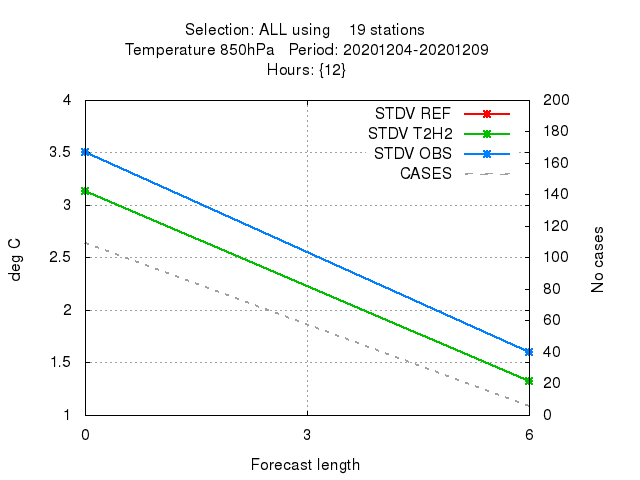 Selection: ALL using    19 stations
Temperature 850hPa   Period: 20201204-20201209
Hours: {12}
4
3.5
3
2.5
2
1.5
1
deg C
STDV REF
STDV T2H2
STDV OBS
CASES
200
180
160
140
120
100
80
60
40
20
0
No cases
0 3 6
Forecast length